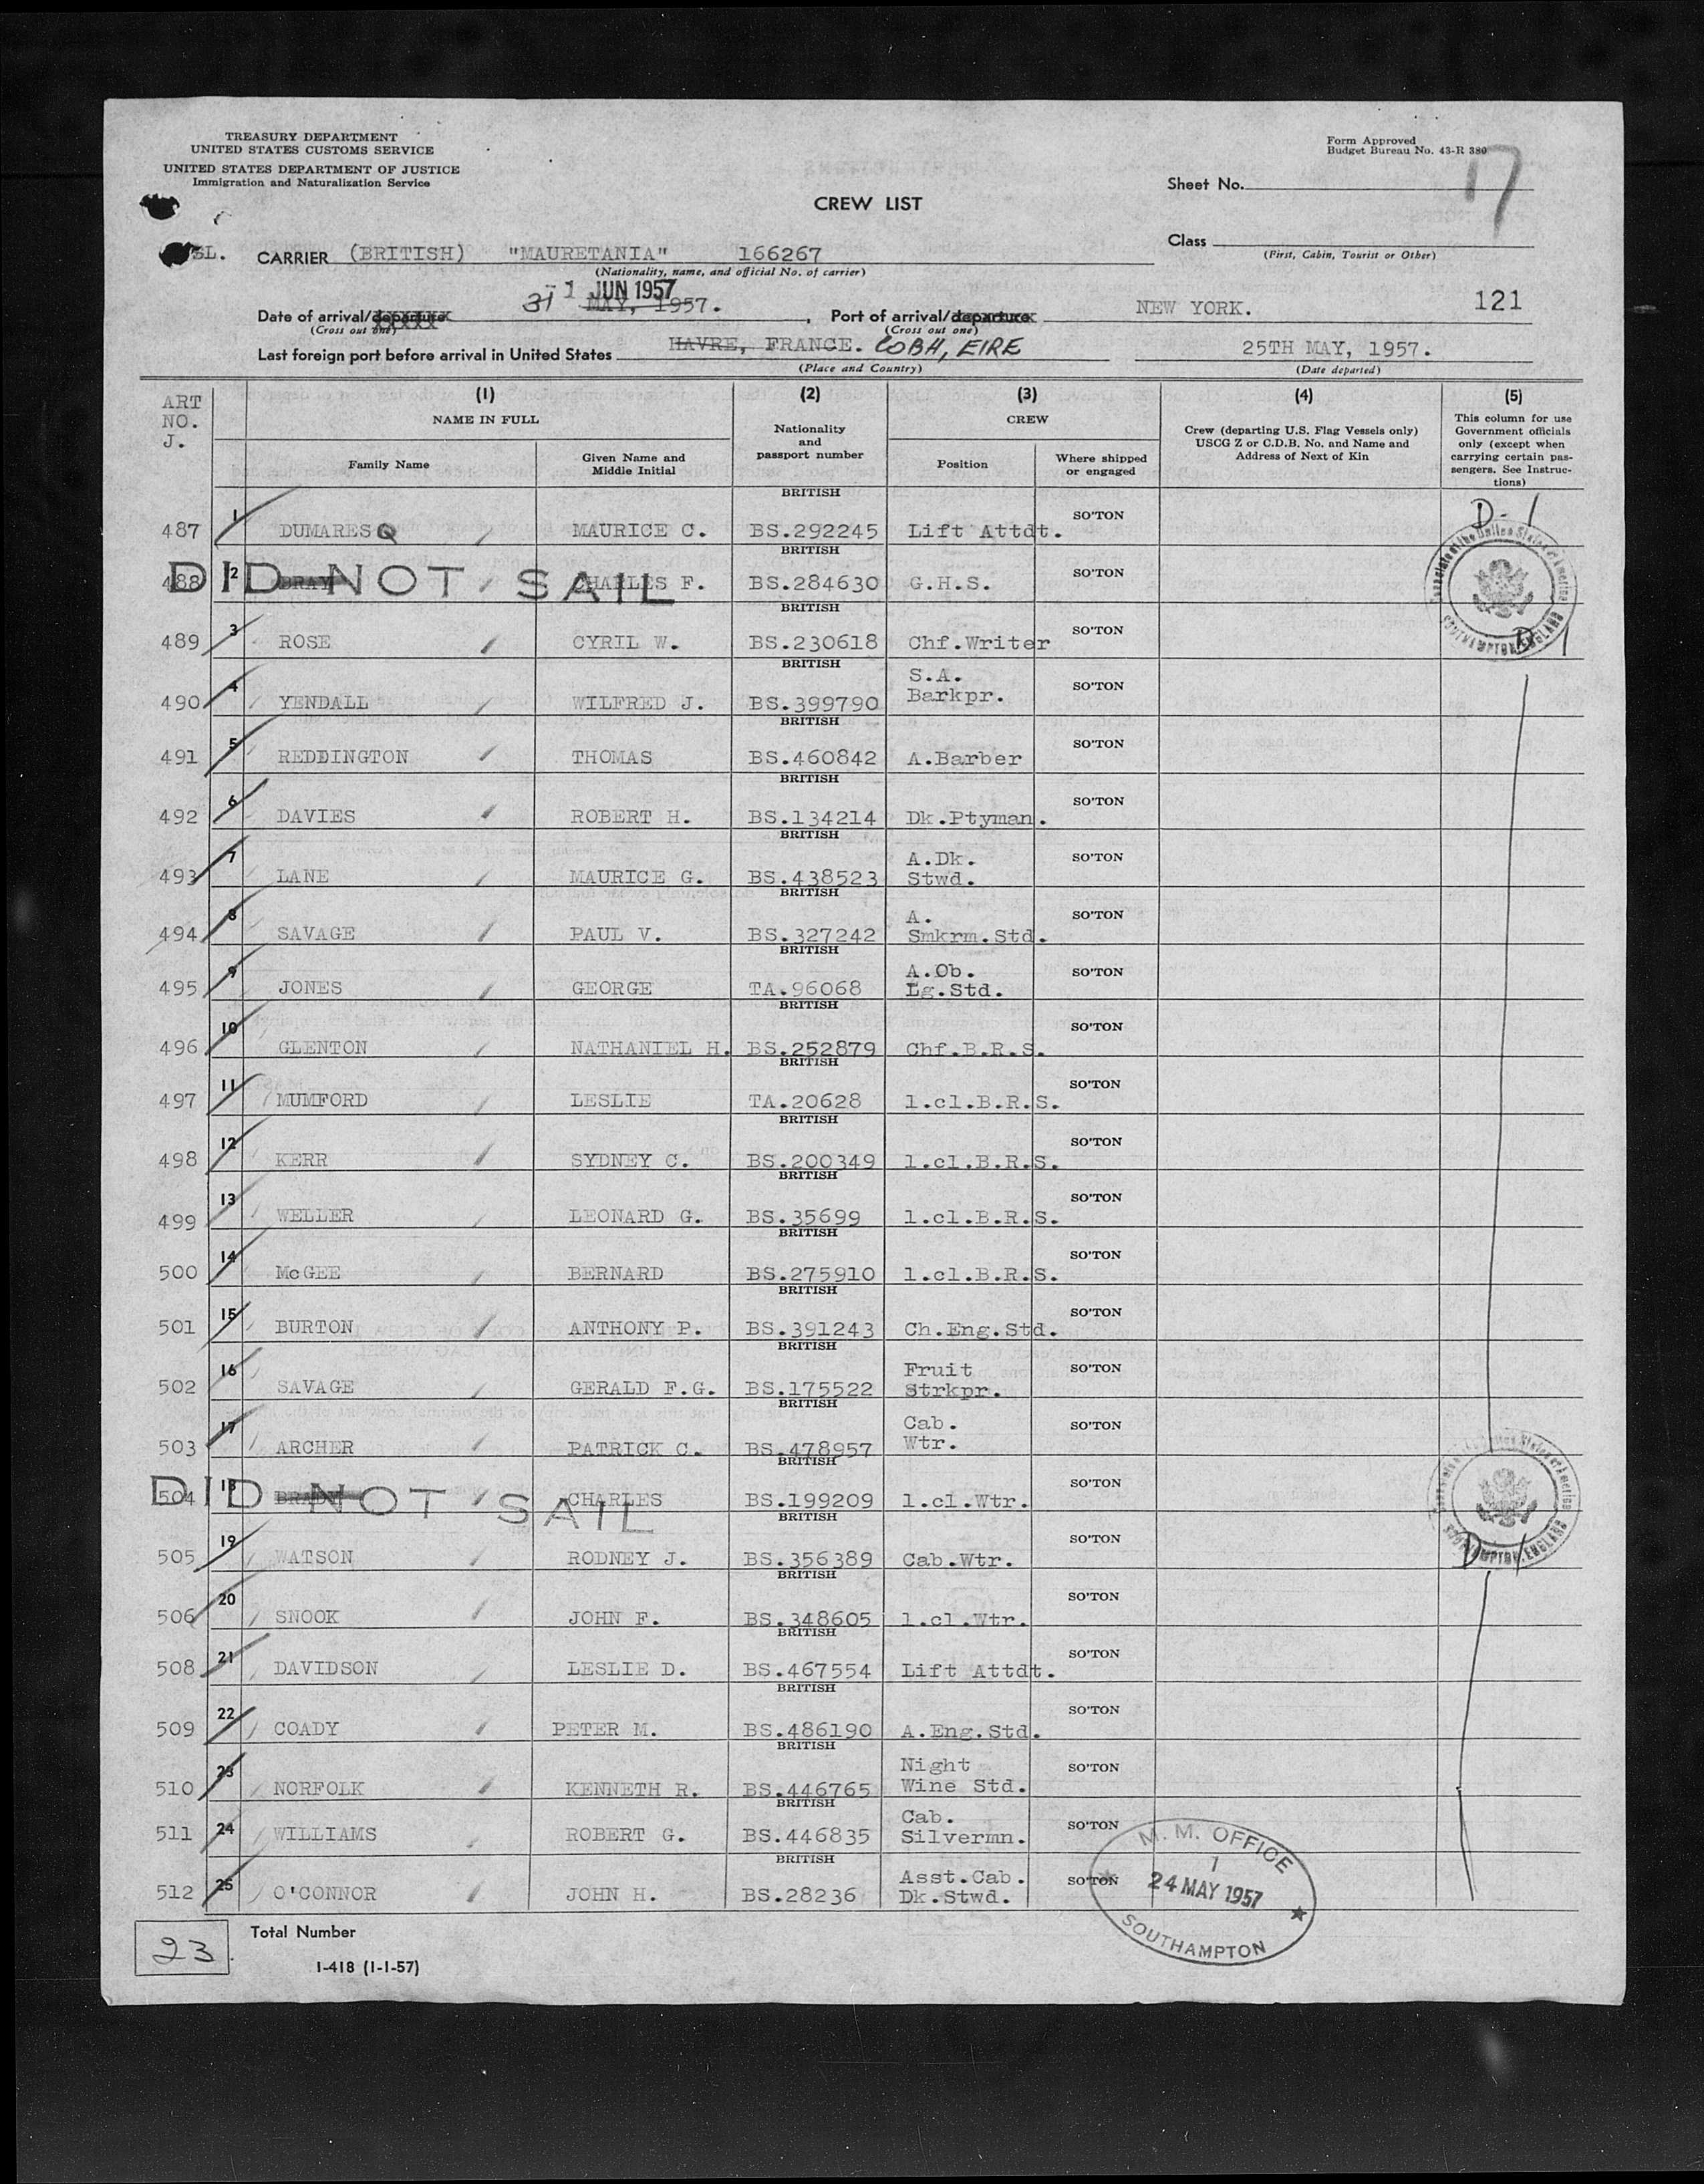 TREASURY DEPARTMENT
UNITED STATES CUSTOMS SERVICE
UNITED STATES DEPARTMENT OF JUSTICE
Immigration and Naturalization Service
Form Approved
Budget Bureau No. 43-R 380
Sheet No. 17
CREW LIST
Class
(First, Cabin, Tourist or Other)
SL. CARRIER (BRITISH) "MAURETANIA" 166267
(Nationality, name, and official No. of carrier)
1 JUN 1957
Date of arrival/departure 31 MAY, 1957. , Port of arrival/departure NEW YORK. 121
(Cross out one) (Cross out one)
Last foreign port before arrival in United States HAVRE, FRANCE. COBH, EIRE 25TH MAY, 1957.
(Place and Country) (Date departed)
ART NO. J. (1) NAME IN FULL (2) Nationality and passport number (3) CREW (4) Crew (departing U.S. Flag Vessels only) USCG Z or C.D.B. No. and Name and Address of Next of Kin (5) This column for use Government officials only (except when carrying certain passengers. See Instructions)
Family Name Given Name and Middle Initial Position Where shipped or engaged
487 1 DUMARESQ MAURICE C. BRITISH BS.292245 Lift Attdt. SO'TON D-1
488 2 BRAY CHARLES F. BRITISH BS.284630 G.H.S. SO'TON
DID NOT SAIL
489 3 ROSE CYRIL W. BRITISH BS.230618 Chf.Writer SO'TON D 1
490 4 YENDALL WILFRED J. BRITISH BS.399790 S.A. Barkpr. SO'TON
491 5 REDDINGTON THOMAS BRITISH BS.460842 A.Barber SO'TON
492 6 DAVIES ROBERT H. BRITISH BS.134214 Dk.Ptyman. SO'TON
493 7 LANE MAURICE G. BRITISH BS.438523 A.Dk. Stwd. SO'TON
494 8 SAVAGE PAUL V. BRITISH BS.327242 A. Smkrm.Std. SO'TON
495 9 JONES GEORGE BRITISH TA.96068 A.Ob. Lg.Std. SO'TON
496 10 GLENTON NATHANIEL H. BRITISH BS.252879 Chf.B.R.S. SO'TON
497 11 MUMFORD LESLIE BRITISH TA.20628 1.cl.B.R.S. SO'TON
498 12 KERR SYDNEY C. BRITISH BS.200349 1.cl.B.R.S. SO'TON
499 13 WELLER LEONARD G. BRITISH BS.35699 1.cl.B.R.S. SO'TON
500 14 McGEE BERNARD BRITISH BS.275910 1.cl.B.R.S. SO'TON
501 15 BURTON ANTHONY P. BRITISH BS.391243 Ch.Eng.Std. SO'TON
502 16 SAVAGE GERALD F.G. BRITISH BS.175522 Fruit Strkpr. SO'TON
503 17 ARCHER PATRICK C. BRITISH BS.478957 Cab. Wtr. SO'TON
504 18 BRADY CHARLES BRITISH BS.199209 1.cl.Wtr. SO'TON
DID NOT SAIL
505 19 WATSON RODNEY J. BRITISH BS.356389 Cab.Wtr. SO'TON D 1
506 20 SNOOK JOHN F. BRITISH BS.348605 1.cl.Wtr. SO'TON
508 21 DAVIDSON LESLIE D. BRITISH BS.467554 Lift Attdt. SO'TON
509 22 COADY PETER M. BRITISH BS.486190 A.Eng.Std. SO'TON
510 23 NORFOLK KENNETH R. BRITISH BS.446765 Night Wine Std. SO'TON
511 24 WILLIAMS ROBERT G. BRITISH BS.446835 Cab. Silvermn. SO'TON
512 25 O'CONNOR JOHN H. BRITISH BS.28236 Asst.Cab. Dk.Stwd. SO'TON
M. M. OFFICE
1
24 MAY 1957
SOUTHAMPTON
23 Total Number
I-418 (1-1-57)